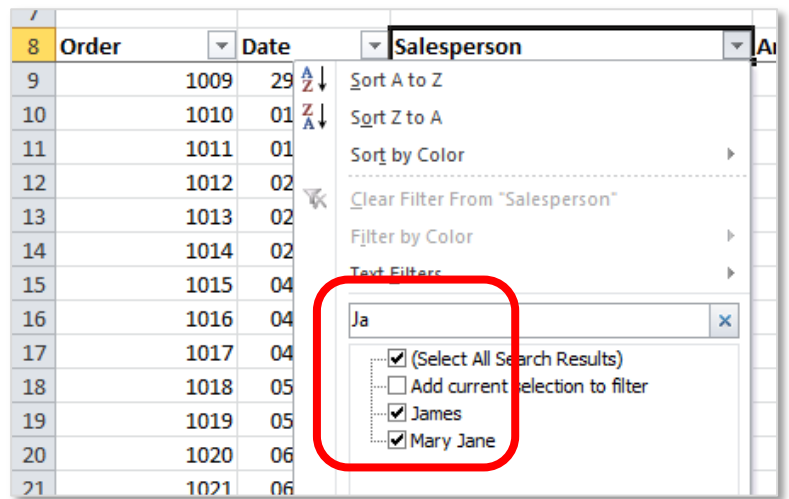 7
8 Order Date Salesperson
9 1009 29 Sort A to Z
10 1010 01 Sort Z to A
11 1011 01 Sort by Color
12 1012 02 Clear Filter From "Salesperson"
13 1013 02 Filter by Color
14 1014 02 Text Filters
15 1015 04
16 1016 04 Ja
17 1017 04 (Select All Search Results)
18 1018 05 Add current selection to filter
19 1019 05 James
20 1020 06 Mary Jane
21 1021 06